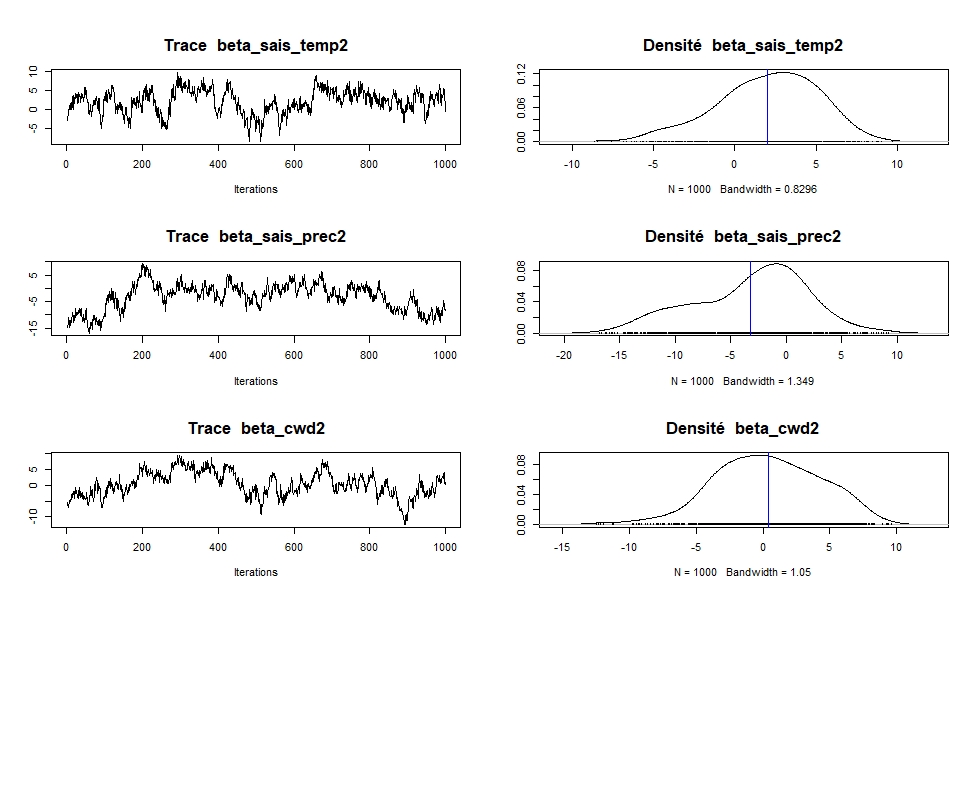 Trace beta_sais_temp2
10
5
0
-5
0 200 400 600 800 1000
Iterations
Densité beta_sais_temp2
0.12
0.06
0.00
-10 -5 0 5 10
N = 1000 Bandwidth = 0.8296
Trace beta_sais_prec2
5
-5
-15
0 200 400 600 800 1000
Iterations
Densité beta_sais_prec2
0.08
0.04
0.00
-20 -15 -10 -5 0 5 10
N = 1000 Bandwidth = 1.349
Trace beta_cwd2
5
0
-10
0 200 400 600 800 1000
Iterations
Densité beta_cwd2
0.08
0.04
0.00
-15 -10 -5 0 5 10
N = 1000 Bandwidth = 1.05